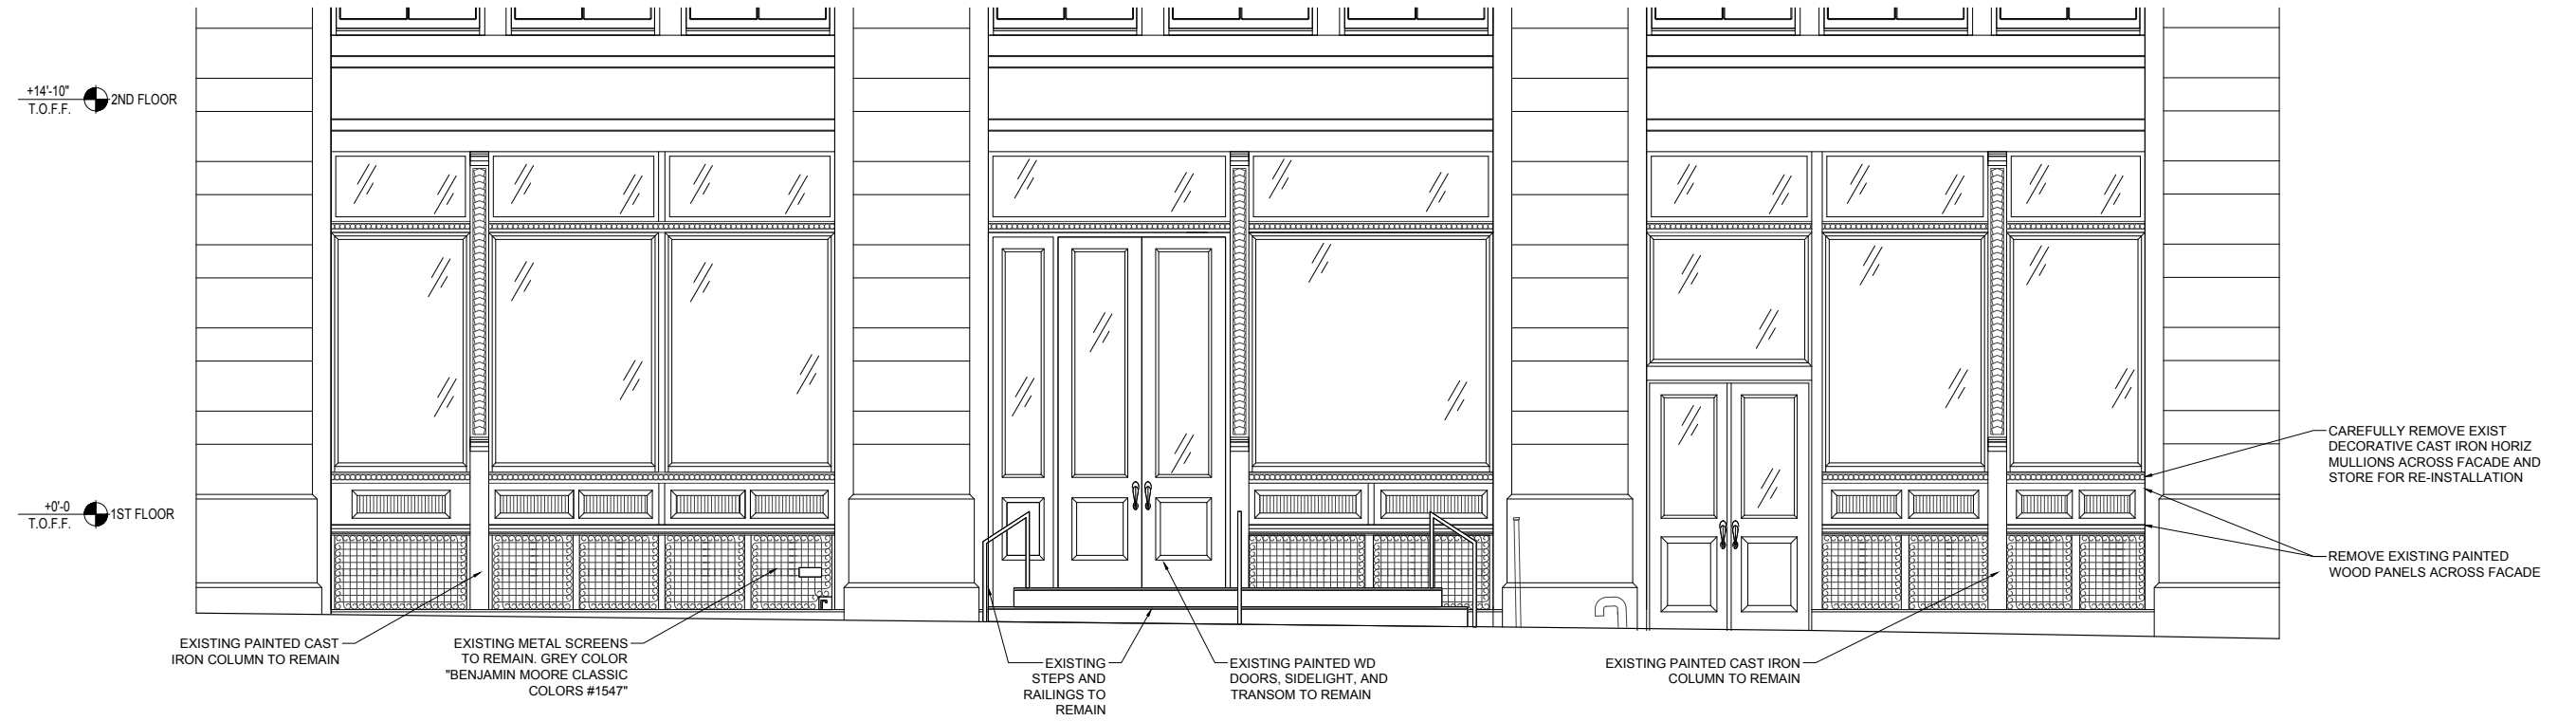 +14'-10"
T.O.F.F.
2ND FLOOR
+0'-0
T.O.F.F.
1ST FLOOR
CAREFULLY REMOVE EXIST
DECORATIVE CAST IRON HORIZ
MULLIONS ACROSS FACADE AND
STORE FOR RE-INSTALLATION
REMOVE EXISTING PAINTED
WOOD PANELS ACROSS FACADE
EXISTING PAINTED CAST
IRON COLUMN TO REMAIN
EXISTING METAL SCREENS
TO REMAIN. GREY COLOR
"BENJAMIN MOORE CLASSIC
COLORS #1547"
EXISTING
STEPS AND
RAILINGS TO
REMAIN
EXISTING PAINTED WD
DOORS, SIDELIGHT, AND
TRANSOM TO REMAIN
EXISTING PAINTED CAST IRON
COLUMN TO REMAIN